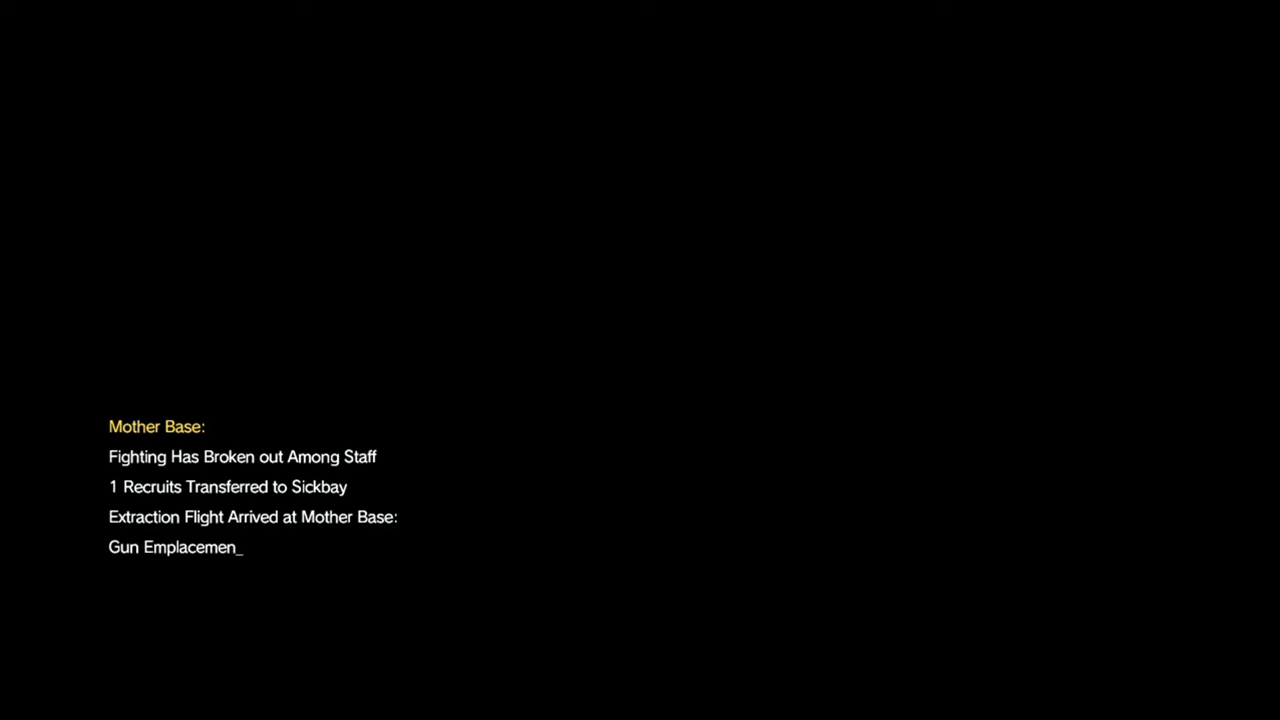 Mother Base:
Fighting Has Broken out Among Staff
1 Recruits Transferred to Sickbay
Extraction Flight Arrived at Mother Base:
Gun Emplacemen_